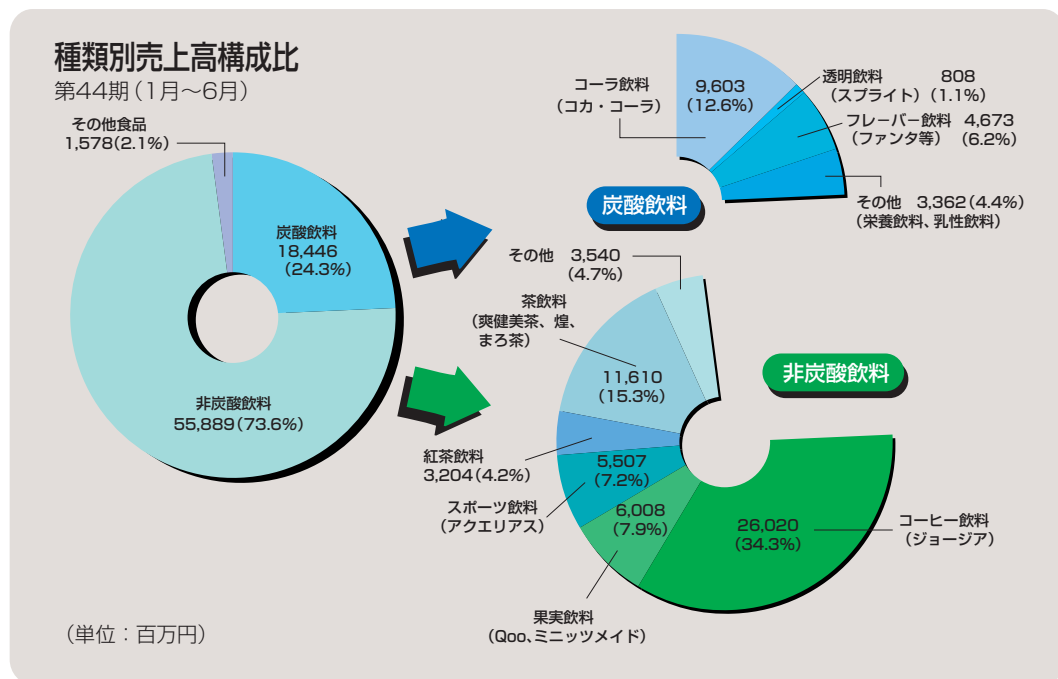 種類別売上高構成比
第44期（1月～6月）
その他食品
1,578(2.1%)
炭酸飲料
18,446
(24.3%)
非炭酸飲料
55,889(73.6%)
炭酸飲料
コーラ飲料
（コカ・コーラ）
9,603
(12.6%)
透明飲料 808
（スプライト）(1.1%)
フレーバー飲料 4,673
（ファンタ等） (6.2%)
その他 3,362(4.4%)
（栄養飲料、乳性飲料）
非炭酸飲料
その他 3,540
(4.7%)
茶飲料
（爽健美茶、煌、
まろ茶）
11,610
(15.3%)
紅茶飲料
3,204(4.2%)
スポーツ飲料
（アクエリアス）
5,507
(7.2%)
果実飲料
（Qoo、ミニッツメイド）
6,008
(7.9%)
コーヒー飲料
（ジョージア）
26,020
(34.3%)
（単位：百万円）